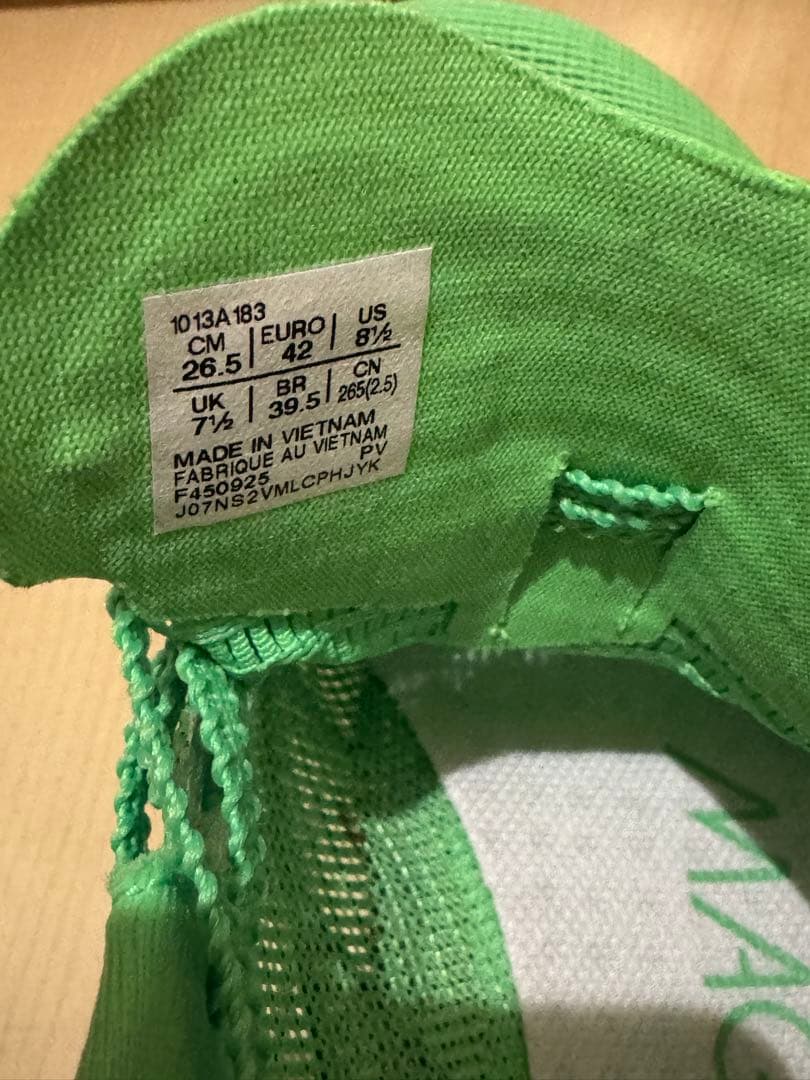 1013A183
CM | EURO | US
26.5 | 42 | 8½
UK | BR | CN
7½ | 39.5 | 265(2.5)
MADE IN VIETNAM
FABRIQUE AU VIETNAM
F450925 PV
J07NS2VMLCPHJYK